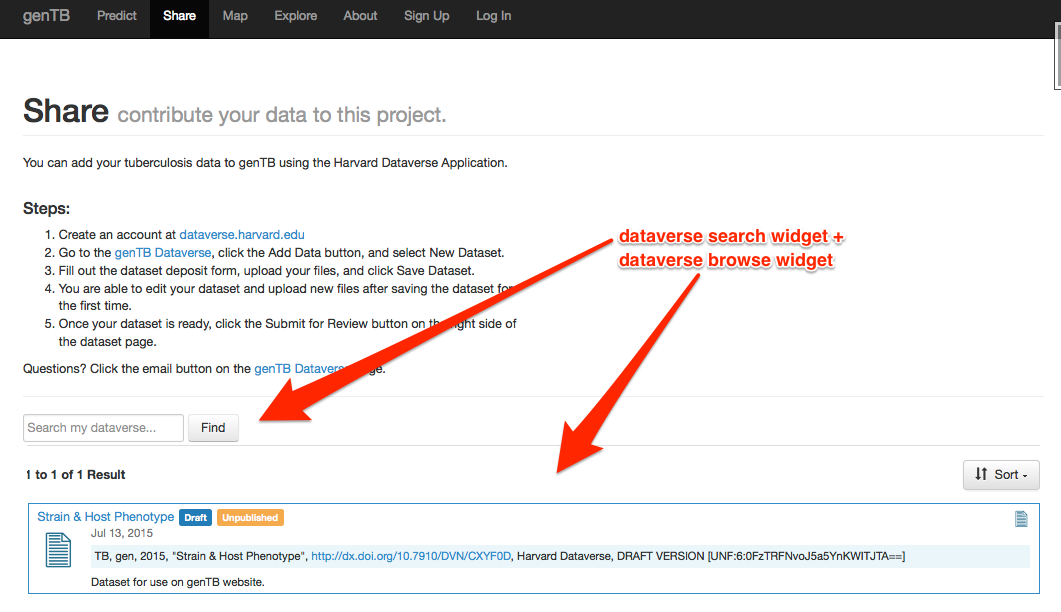 genTB Predict Share Map Explore About Sign Up Log In
Share contribute your data to this project.
You can add your tuberculosis data to genTB using the Harvard Dataverse Application.
Steps:
1. Create an account at dataverse.harvard.edu
2. Go to the genTB Dataverse, click the Add Data button, and select New Dataset.
3. Fill out the dataset deposit form, upload your files, and click Save Dataset.
4. You are able to edit your dataset and upload new files after saving the dataset for
the first time.
5. Once your dataset is ready, click the Submit for Review button on the right side of
the dataset page.
Questions? Click the email button on the genTB Dataverse page.
dataverse search widget +
dataverse browse widget
Search my dataverse... Find
1 to 1 of 1 Result
Sort
Strain & Host Phenotype Draft Unpublished
Jul 13, 2015
TB, gen, 2015, "Strain & Host Phenotype", http://dx.doi.org/10.7910/DVN/CXYF0D, Harvard Dataverse, DRAFT VERSION [UNF:6:0FzTRFNvoJ5a5YnKWITJTA==]
Dataset for use on genTB website.